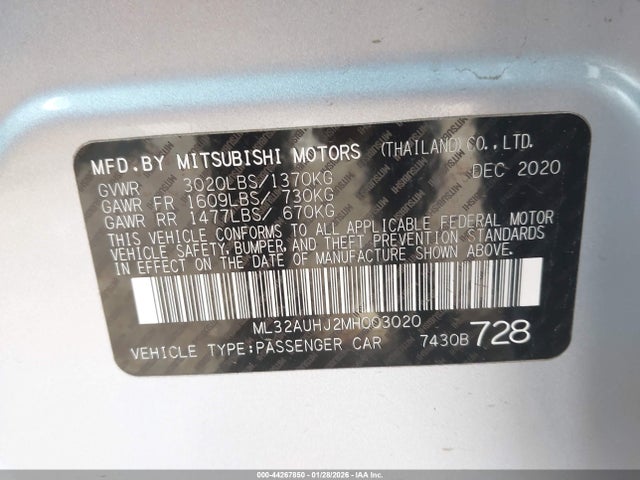 MFD.BY MITSUBISHI MOTORS (THAILAND)CO.,LTD.
GVWR 3020LBS/1370KG DEC 2020
GAWR FR 1609LBS/ 730KG
GAWR RR 1477LBS/ 670KG
THIS VEHICLE CONFORMS TO ALL APPLICABLE FEDERAL MOTOR
VEHICLE SAFETY,BUMPER,AND THEFT PREVENTION STANDARDS
IN EFFECT ON THE DATE OF MANUFACTURE SHOWN ABOVE.
ML32AUHJ2MH003020
VEHICLE TYPE:PASSENGER CAR 7430B 728
000-44267850 - 01/28/2026 - IAA Inc.